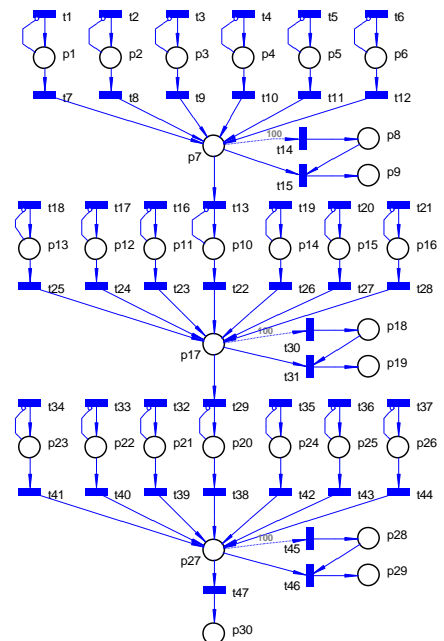 t1 t2 t3 t4 t5 t6
p1 p2 p3 p4 p5 p6
t7 t8 t9 t10 t11 t12
100 p8
p7 t14
t15 p9
t18 t17 t16 t13 t19 t20 t21
p13 p12 p11 p10 p14 p15 p16
t25 t24 t23 t22 t26 t27 t28
100 p18
p17 t30
t31 p19
t34 t33 t32 t29 t35 t36 t37
p23 p22 p21 p20 p24 p25 p26
t41 t40 t39 t38 t42 t43 t44
100 p28
p27 t45
t46 p29
t47
p30